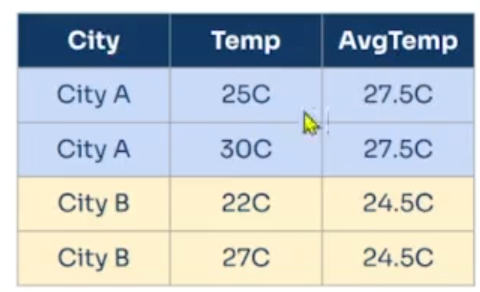 City Temp AvgTemp
City A 25C 27.5C
City A 30C 27.5C
City B 22C 24.5C
City B 27C 24.5C